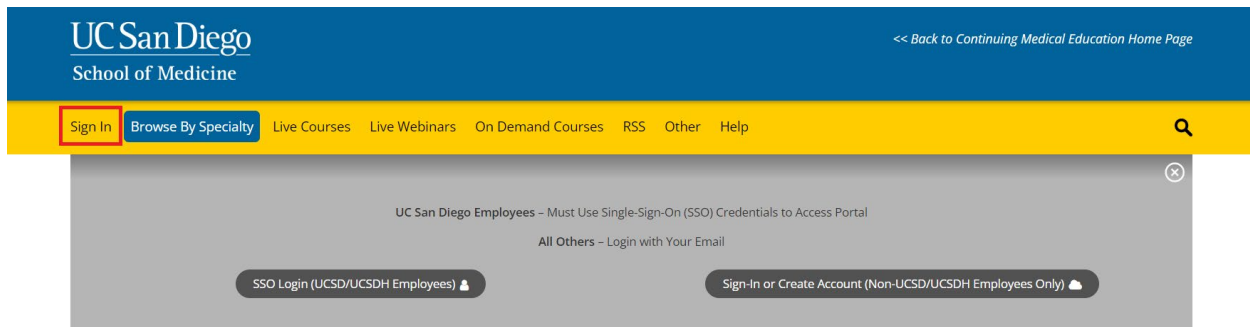 UC San Diego
School of Medicine
<< Back to Continuing Medical Education Home Page
Sign In Browse By Specialty Live Courses Live Webinars On Demand Courses RSS Other Help
UC San Diego Employees – Must Use Single-Sign-On (SSO) Credentials to Access Portal
All Others – Login with Your Email
SSO Login (UCSD/UCSDH Employees)
Sign-In or Create Account (Non-UCSD/UCSDH Employees Only)